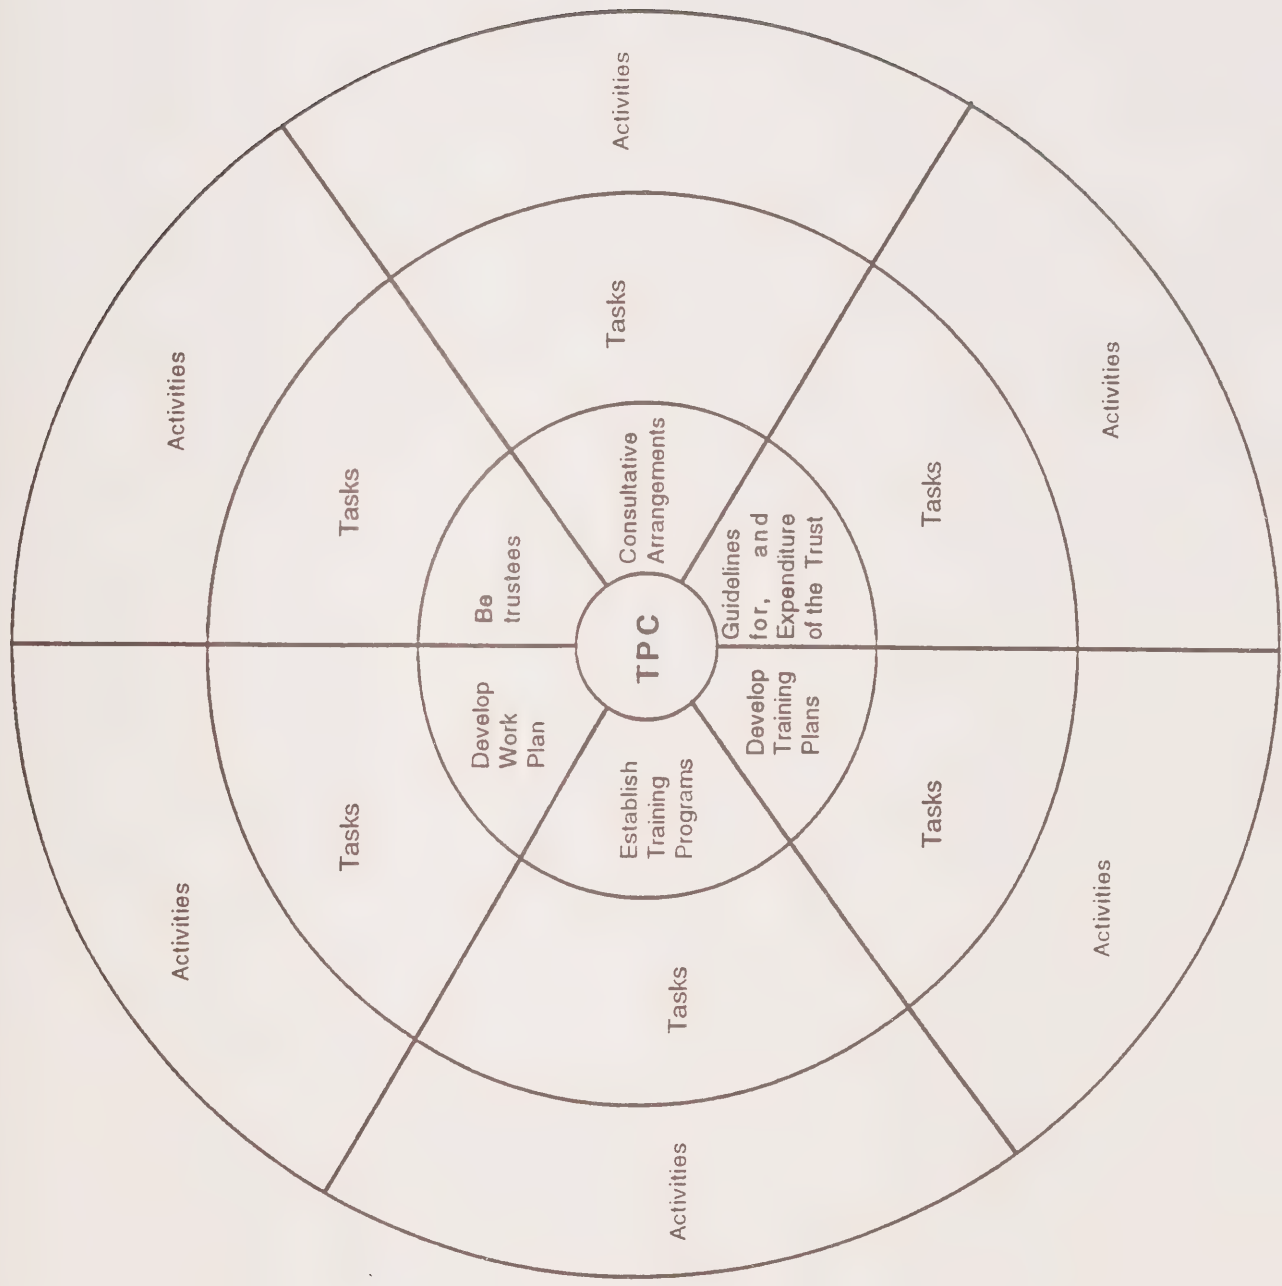 Activities
Activities
Tasks
Tasks
Develop
Work
Plan
Be
trustees
Activities
Tasks
Establish
Training
Programs
TPC
Consultative
Arrangements
Tasks
Activities
Develop
Training
Plans
Guidelines
for, and
Expenditure
of the Trust
Tasks
Tasks
Activities
Activities